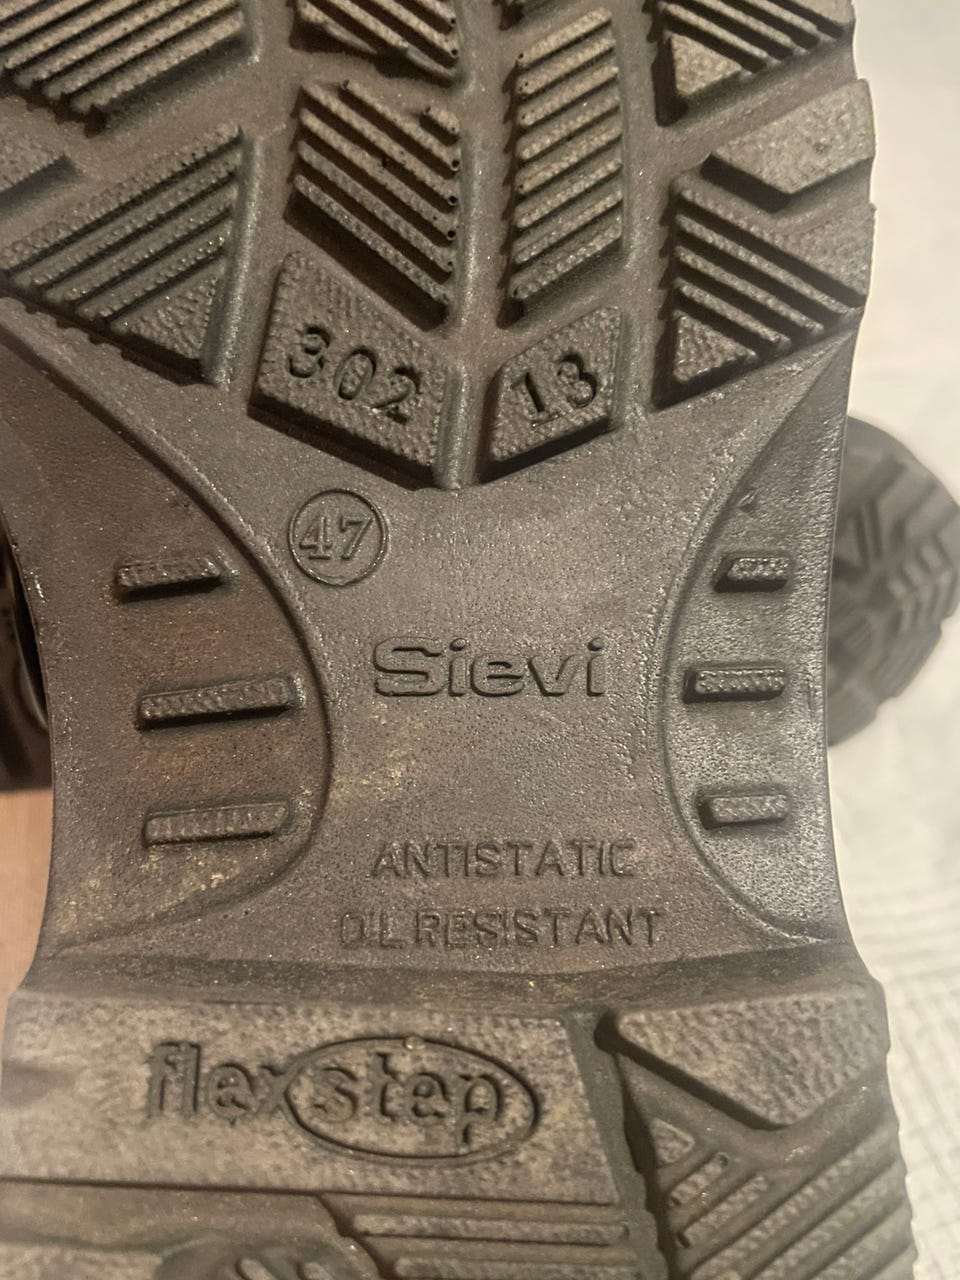 302 13
47
Sievi
ANTISTATIC
OIL RESISTANT
flexstep